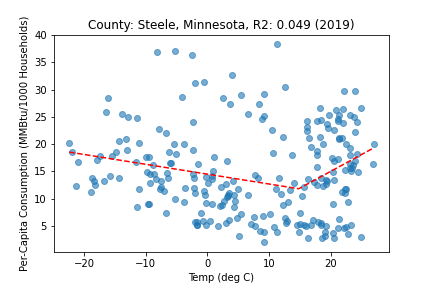 County: Steele, Minnesota, R2: 0.049 (2019)
Per-Capita Consumption (MMBtu/1000 Households)
40
35
30
25
20
15
10
5
−20 −10 0 10 20
Temp (deg C)